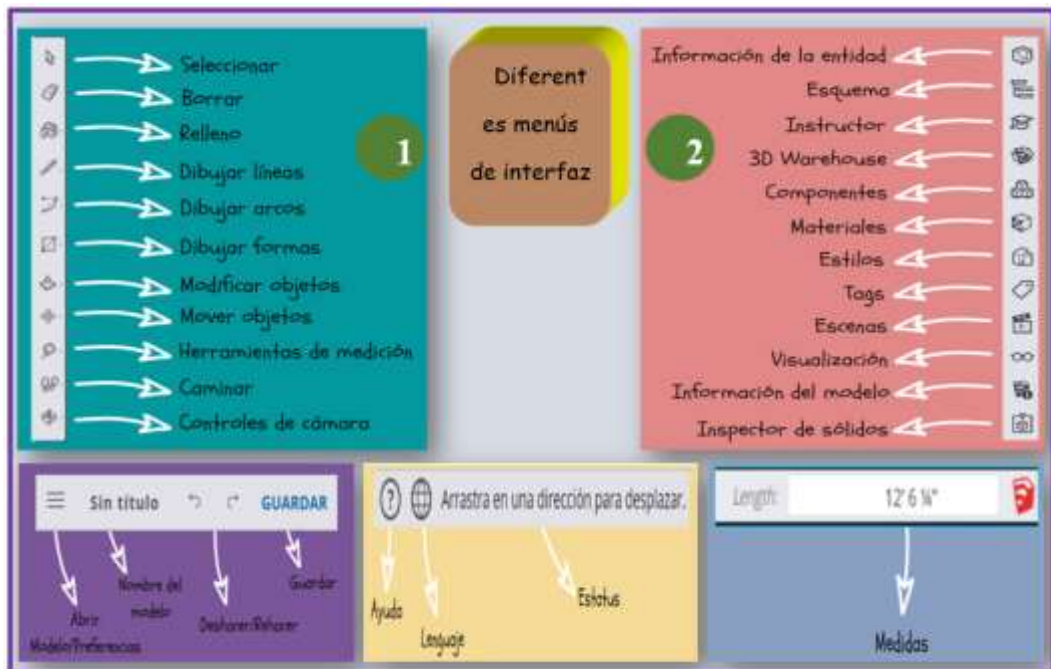 Seleccionar
Borrar
Relleno
Dibujar líneas
Dibujar arcos
Dibujar formas
Modificar objetos
Mover objetos
Herramientas de medición
Caminar
Controles de cámara
1
Diferent
es menús
de interfaz
2
Información de la entidad
Esquema
Instructor
3D Warehouse
Componentes
Materiales
Estilos
Tags
Escenas
Visualización
Información del modelo
Inspector de sólidos
Sin título GUARDAR
Nombre del
modelo
Guardar
Abrir
Modelo/Preferencias
Deshacer/Rehacer
? Arrastra en una dirección para desplazar.
Ayuda
Lenguaje
Estatus
Length: 12' 6 ¼"
Medidas